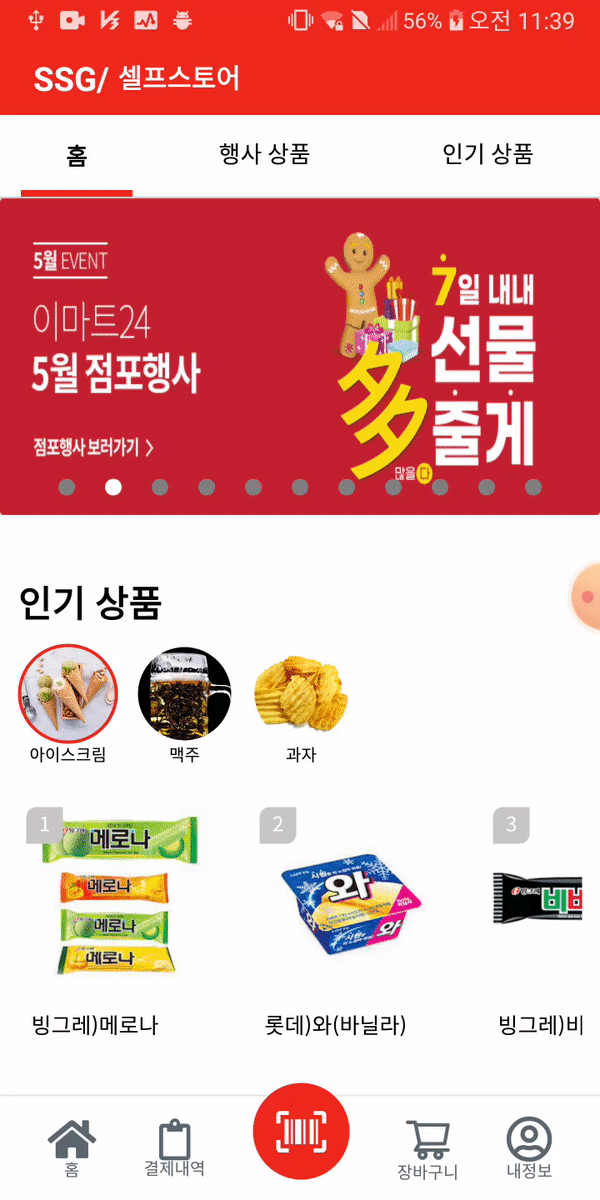 56% 오전 11:39
SSG/ 셀프스토어
홈 행사 상품 인기 상품
5월 EVENT
이마트24
5월 점포행사
점포행사 보러가기 〉
7일 내내
선물
多
줄게
많을 다
인기 상품
아이스크림 맥주 과자
1 2 3
메로나
메로나
메로나
메로나
와
와
빙그레)메로나 롯데)와(바닐라) 빙그레)비
홈 결제내역 장바구니 내정보